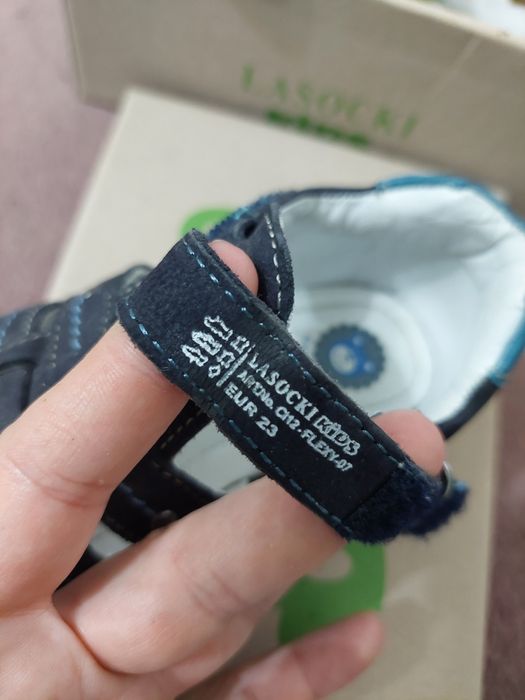 LASOCKI
LASOCKI KIDS
ART.No. CI12-FLEXY-07
EUR 23